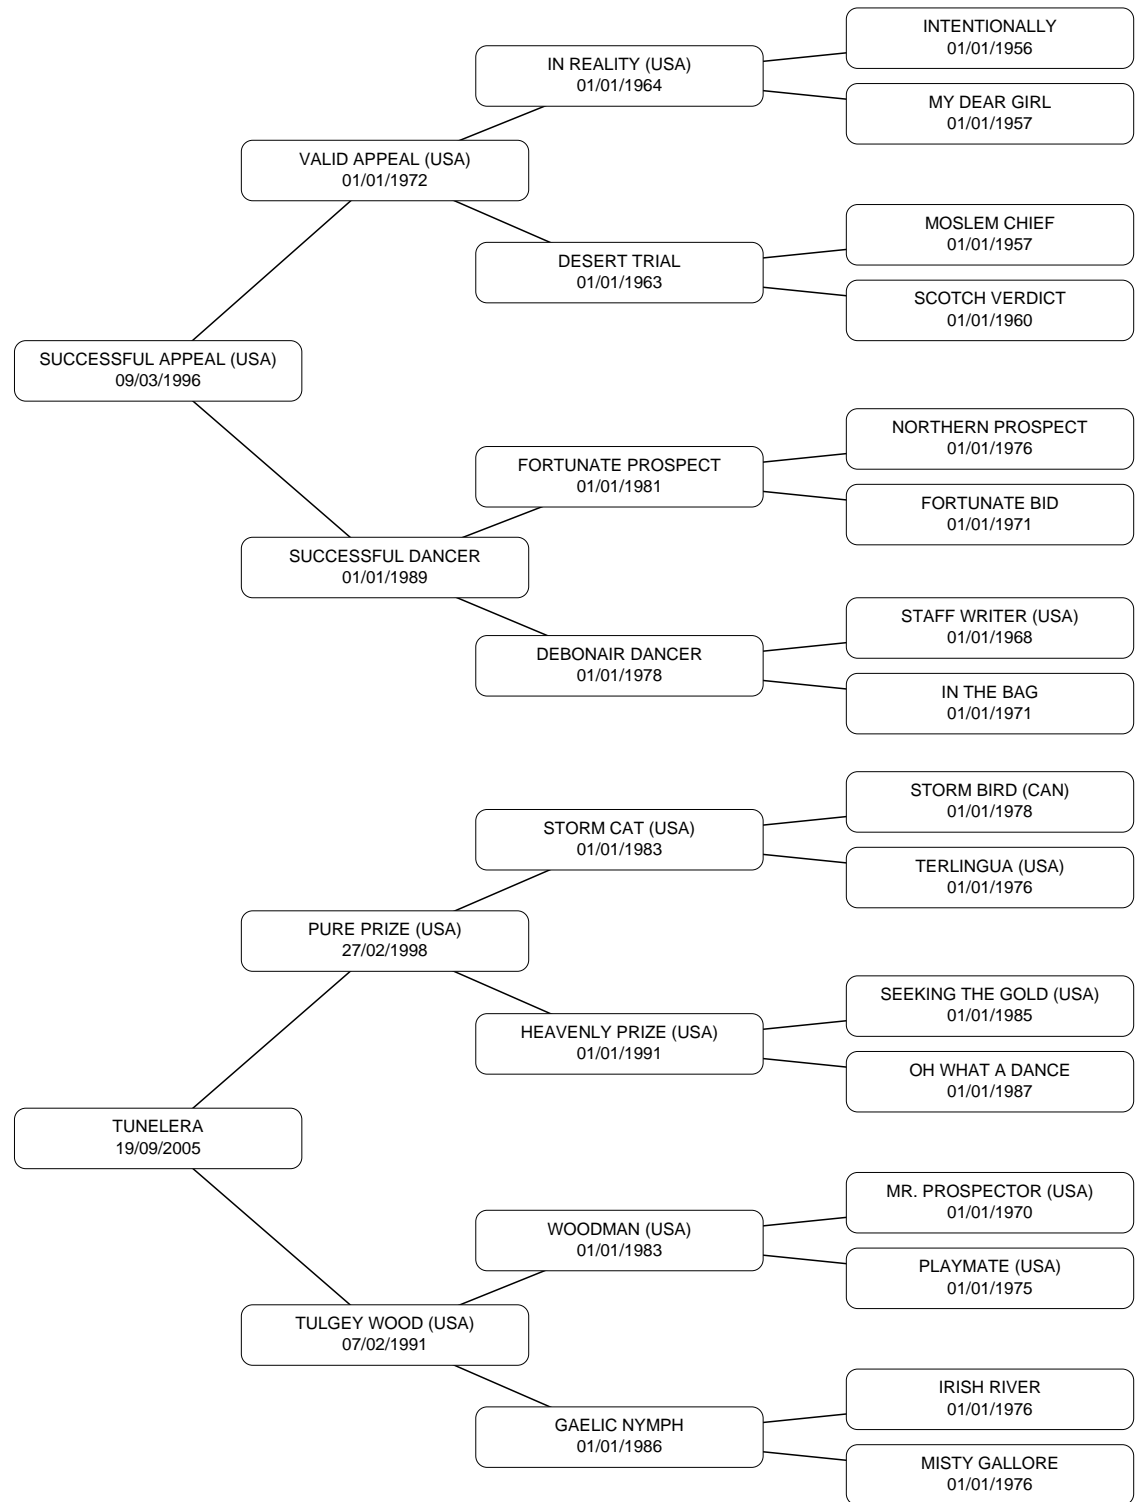 INTENTIONALLY
01/01/1956
IN REALITY (USA)
01/01/1964
MY DEAR GIRL
01/01/1957
VALID APPEAL (USA)
01/01/1972
MOSLEM CHIEF
01/01/1957
DESERT TRIAL
01/01/1963
SCOTCH VERDICT
01/01/1960
SUCCESSFUL APPEAL (USA)
09/03/1996
NORTHERN PROSPECT
01/01/1976
FORTUNATE PROSPECT
01/01/1981
FORTUNATE BID
01/01/1971
SUCCESSFUL DANCER
01/01/1989
STAFF WRITER (USA)
01/01/1968
DEBONAIR DANCER
01/01/1978
IN THE BAG
01/01/1971
STORM BIRD (CAN)
01/01/1978
STORM CAT (USA)
01/01/1983
TERLINGUA (USA)
01/01/1976
PURE PRIZE (USA)
27/02/1998
SEEKING THE GOLD (USA)
01/01/1985
HEAVENLY PRIZE (USA)
01/01/1991
OH WHAT A DANCE
01/01/1987
TUNELERA
19/09/2005
MR. PROSPECTOR (USA)
01/01/1970
WOODMAN (USA)
01/01/1983
PLAYMATE (USA)
01/01/1975
TULGEY WOOD (USA)
07/02/1991
IRISH RIVER
01/01/1976
GAELIC NYMPH
01/01/1986
MISTY GALLORE
01/01/1976